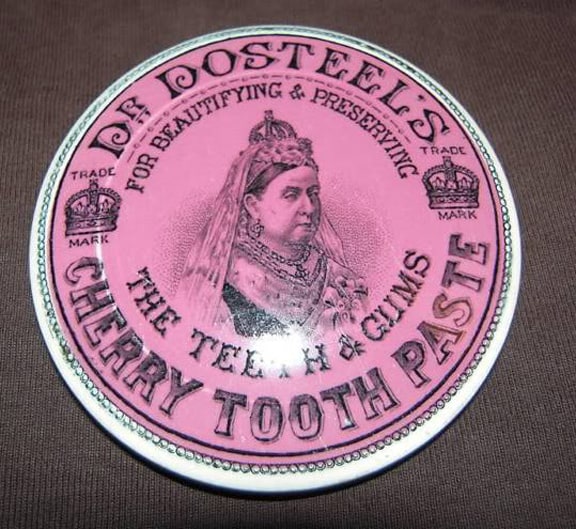 DR DOSTEEL'S
FOR BEAUTIFYING & PRESERVING
TRADE
MARK
TRADE
MARK
THE TEETH & GUMS
CHERRY TOOTH PASTE